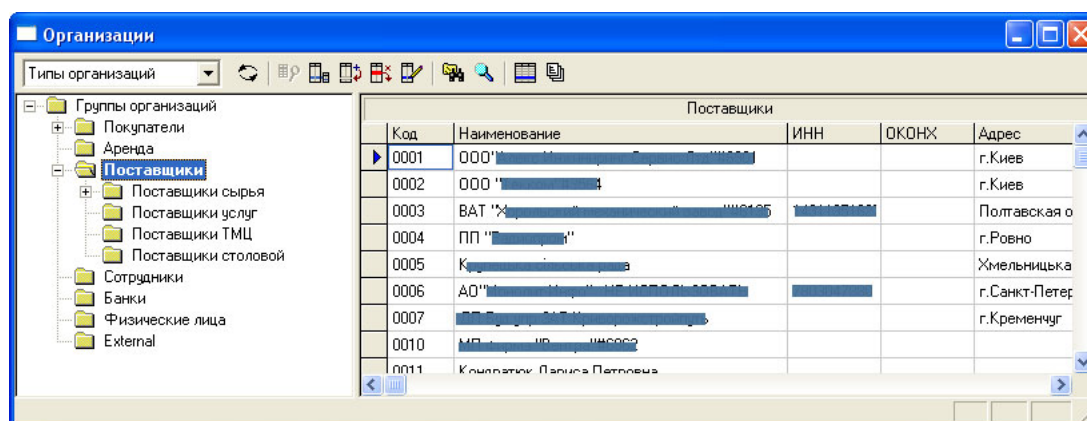 Организации
Типы организаций
Группы организаций
Покупатели
Аренда
Поставщики
Поставщики сырья
Поставщики услуг
Поставщики ТМЦ
Поставщики столовой
Сотрудники
Банки
Физические лица
External
Поставщики
Код Наименование ИНН ОКОНХ Адрес
0001 ООО" г.Киев
0002 ООО " г.Киев
0003 ВАТ "Х Полтавская о
0004 ПП " " г.Ровно
0005 К Хмельницька
0006 АО" г.Санкт-Петер
0007 г.Кременчуг
0010
0011 Кондратюк Лариса Петровна